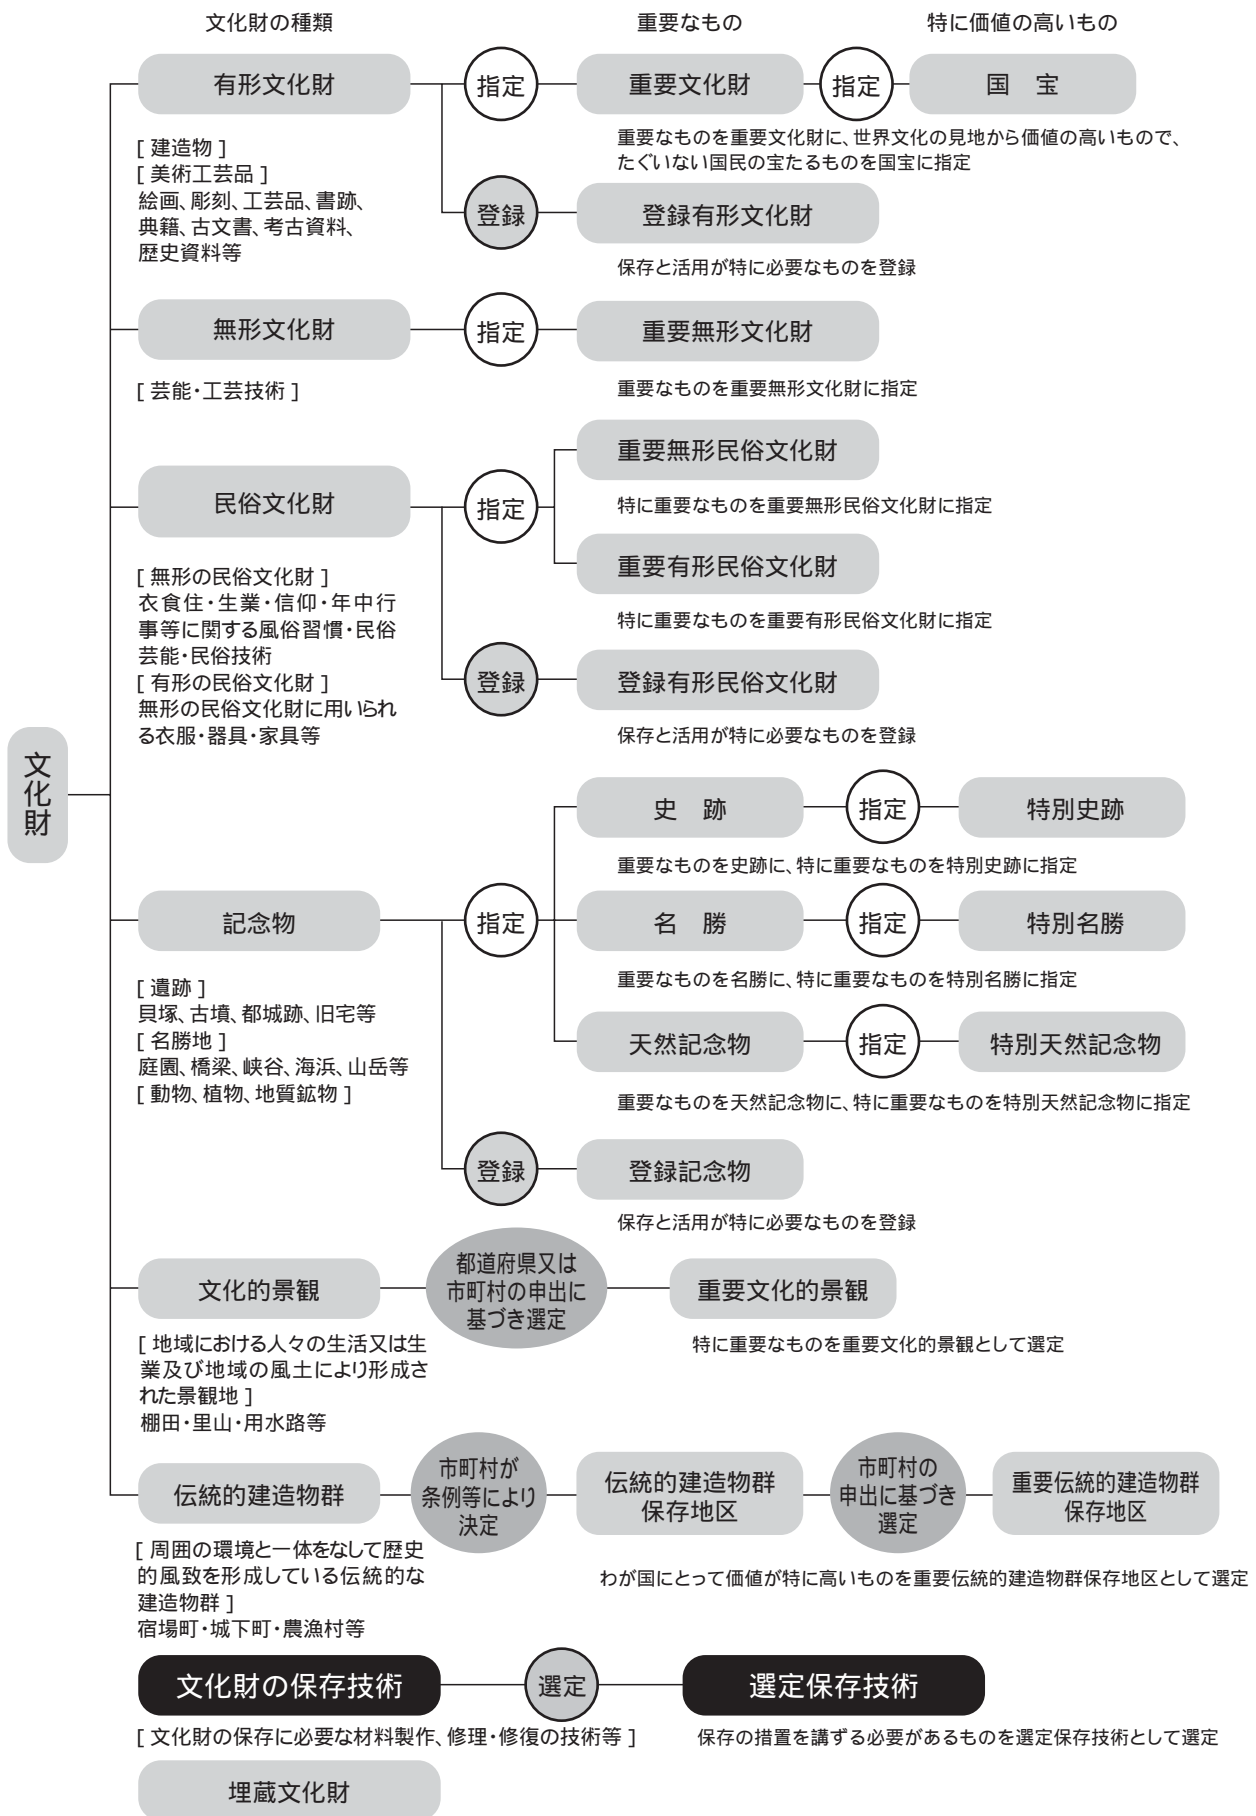 文化財の種類
重要なもの
特に価値の高いもの
文化財
有形文化財
指定
重要文化財
指定
国　宝
[ 建造物 ]
[ 美術工芸品 ]
絵画、彫刻、工芸品、書跡、
典籍、古文書、考古資料、
歴史資料等
重要なものを重要文化財に、世界文化の見地から価値の高いもので、
たぐいない国民の宝たるものを国宝に指定
登録
登録有形文化財
保存と活用が特に必要なものを登録
無形文化財
指定
重要無形文化財
[ 芸能・工芸技術 ]
重要なものを重要無形文化財に指定
民俗文化財
指定
重要無形民俗文化財
特に重要なものを重要無形民俗文化財に指定
重要有形民俗文化財
特に重要なものを重要有形民俗文化財に指定
[ 無形の民俗文化財 ]
衣食住・生業・信仰・年中行
事等に関する風俗習慣・民俗
芸能・民俗技術
[ 有形の民俗文化財 ]
無形の民俗文化財に用いられ
る衣服・器具・家具等
登録
登録有形民俗文化財
保存と活用が特に必要なものを登録
記念物
指定
史　跡
指定
特別史跡
重要なものを史跡に、特に重要なものを特別史跡に指定
名　勝
指定
特別名勝
重要なものを名勝に、特に重要なものを特別名勝に指定
天然記念物
指定
特別天然記念物
重要なものを天然記念物に、特に重要なものを特別天然記念物に指定
[ 遺跡 ]
貝塚、古墳、都城跡、旧宅等
[ 名勝地 ]
庭園、橋梁、峡谷、海浜、山岳等
[ 動物、植物、地質鉱物 ]
登録
登録記念物
保存と活用が特に必要なものを登録
文化的景観
都道府県又は
市町村の申出に
基づき選定
重要文化的景観
[ 地域における人々の生活又は生
業及び地域の風土により形成さ
れた景観地 ]
棚田・里山・用水路等
特に重要なものを重要文化的景観として選定
伝統的建造物群
市町村が
条例等により
決定
伝統的建造物群
保存地区
市町村の
申出に基づき
選定
重要伝統的建造物群
保存地区
[ 周囲の環境と一体をなして歴史
的風致を形成している伝統的な
建造物群 ]
宿場町・城下町・農漁村等
わが国にとって価値が特に高いものを重要伝統的建造物群保存地区として選定
文化財の保存技術
選定
選定保存技術
[ 文化財の保存に必要な材料製作、修理・修復の技術等 ]
保存の措置を講ずる必要があるものを選定保存技術として選定
埋蔵文化財